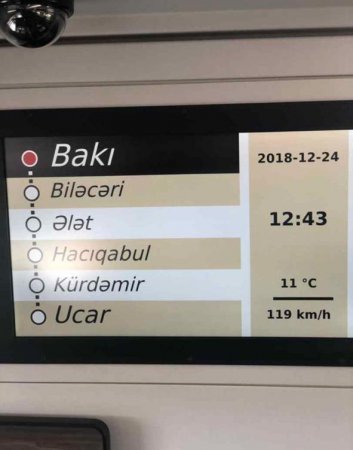 Bakı
Biləcəri
Ələt
Hacıqabul
Kürdəmir
Ucar
2018-12-24
12:43
11 °C
119 km/h